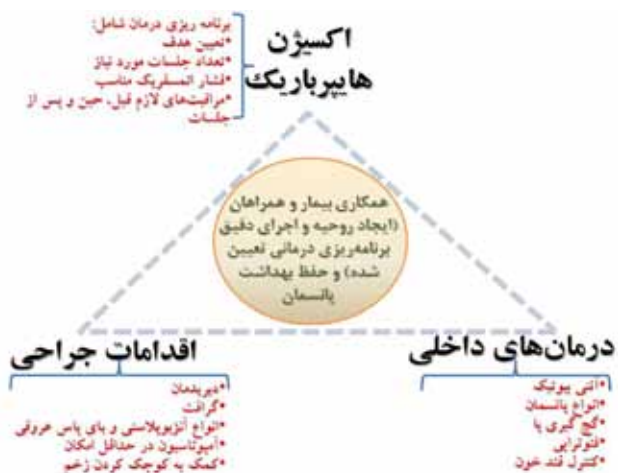 برنامه ریزی درمان شامل:
•تعیین هدف
•تعداد جلسات مورد نیاز
•فشار اتمسفریک مناسب
•مراقبت‌های لازم قبل، حین و پس از
جلسات
اکسیژن
هایپرباریک
همکاری بیمار و همراهان
(ایجاد روحیه و اجرای دقیق
برنامه‌ریزی درمانی تعیین
شده) و حفظ بهداشت
پانسمان
درمان‌های داخلی
•آنتی بیوتیک
•انواع پانسمان
•گچ گیری پا
•فتوتراپی
•کنترل قند خون
اقدامات جراحی
•دبریدمان
•گرافت
•انواع آنژیوپلاستی و بای پاس عروقی
•آمپوتاسیون در حداقل امکان
•کمک به کوچک کردن زخم